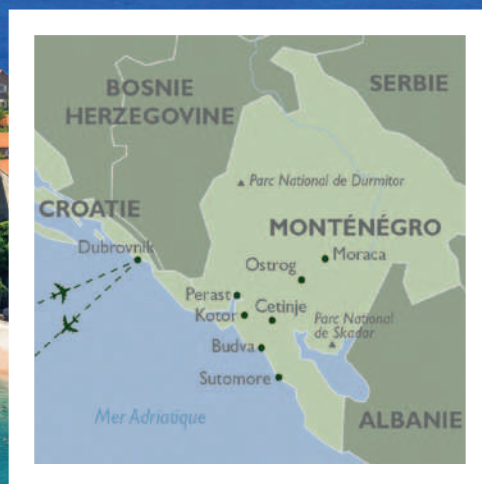 BOSNIE
HERZEGOVINE
SERBIE
Parc National de Durmitor
CROATIE
MONTÉNÉGRO
Dubrovnik
Moraca
Ostrog
Perast
Kotor
Cetinje
Parc National
de Skadar
Budva
Sutomore
Mer Adriatique
ALBANIE